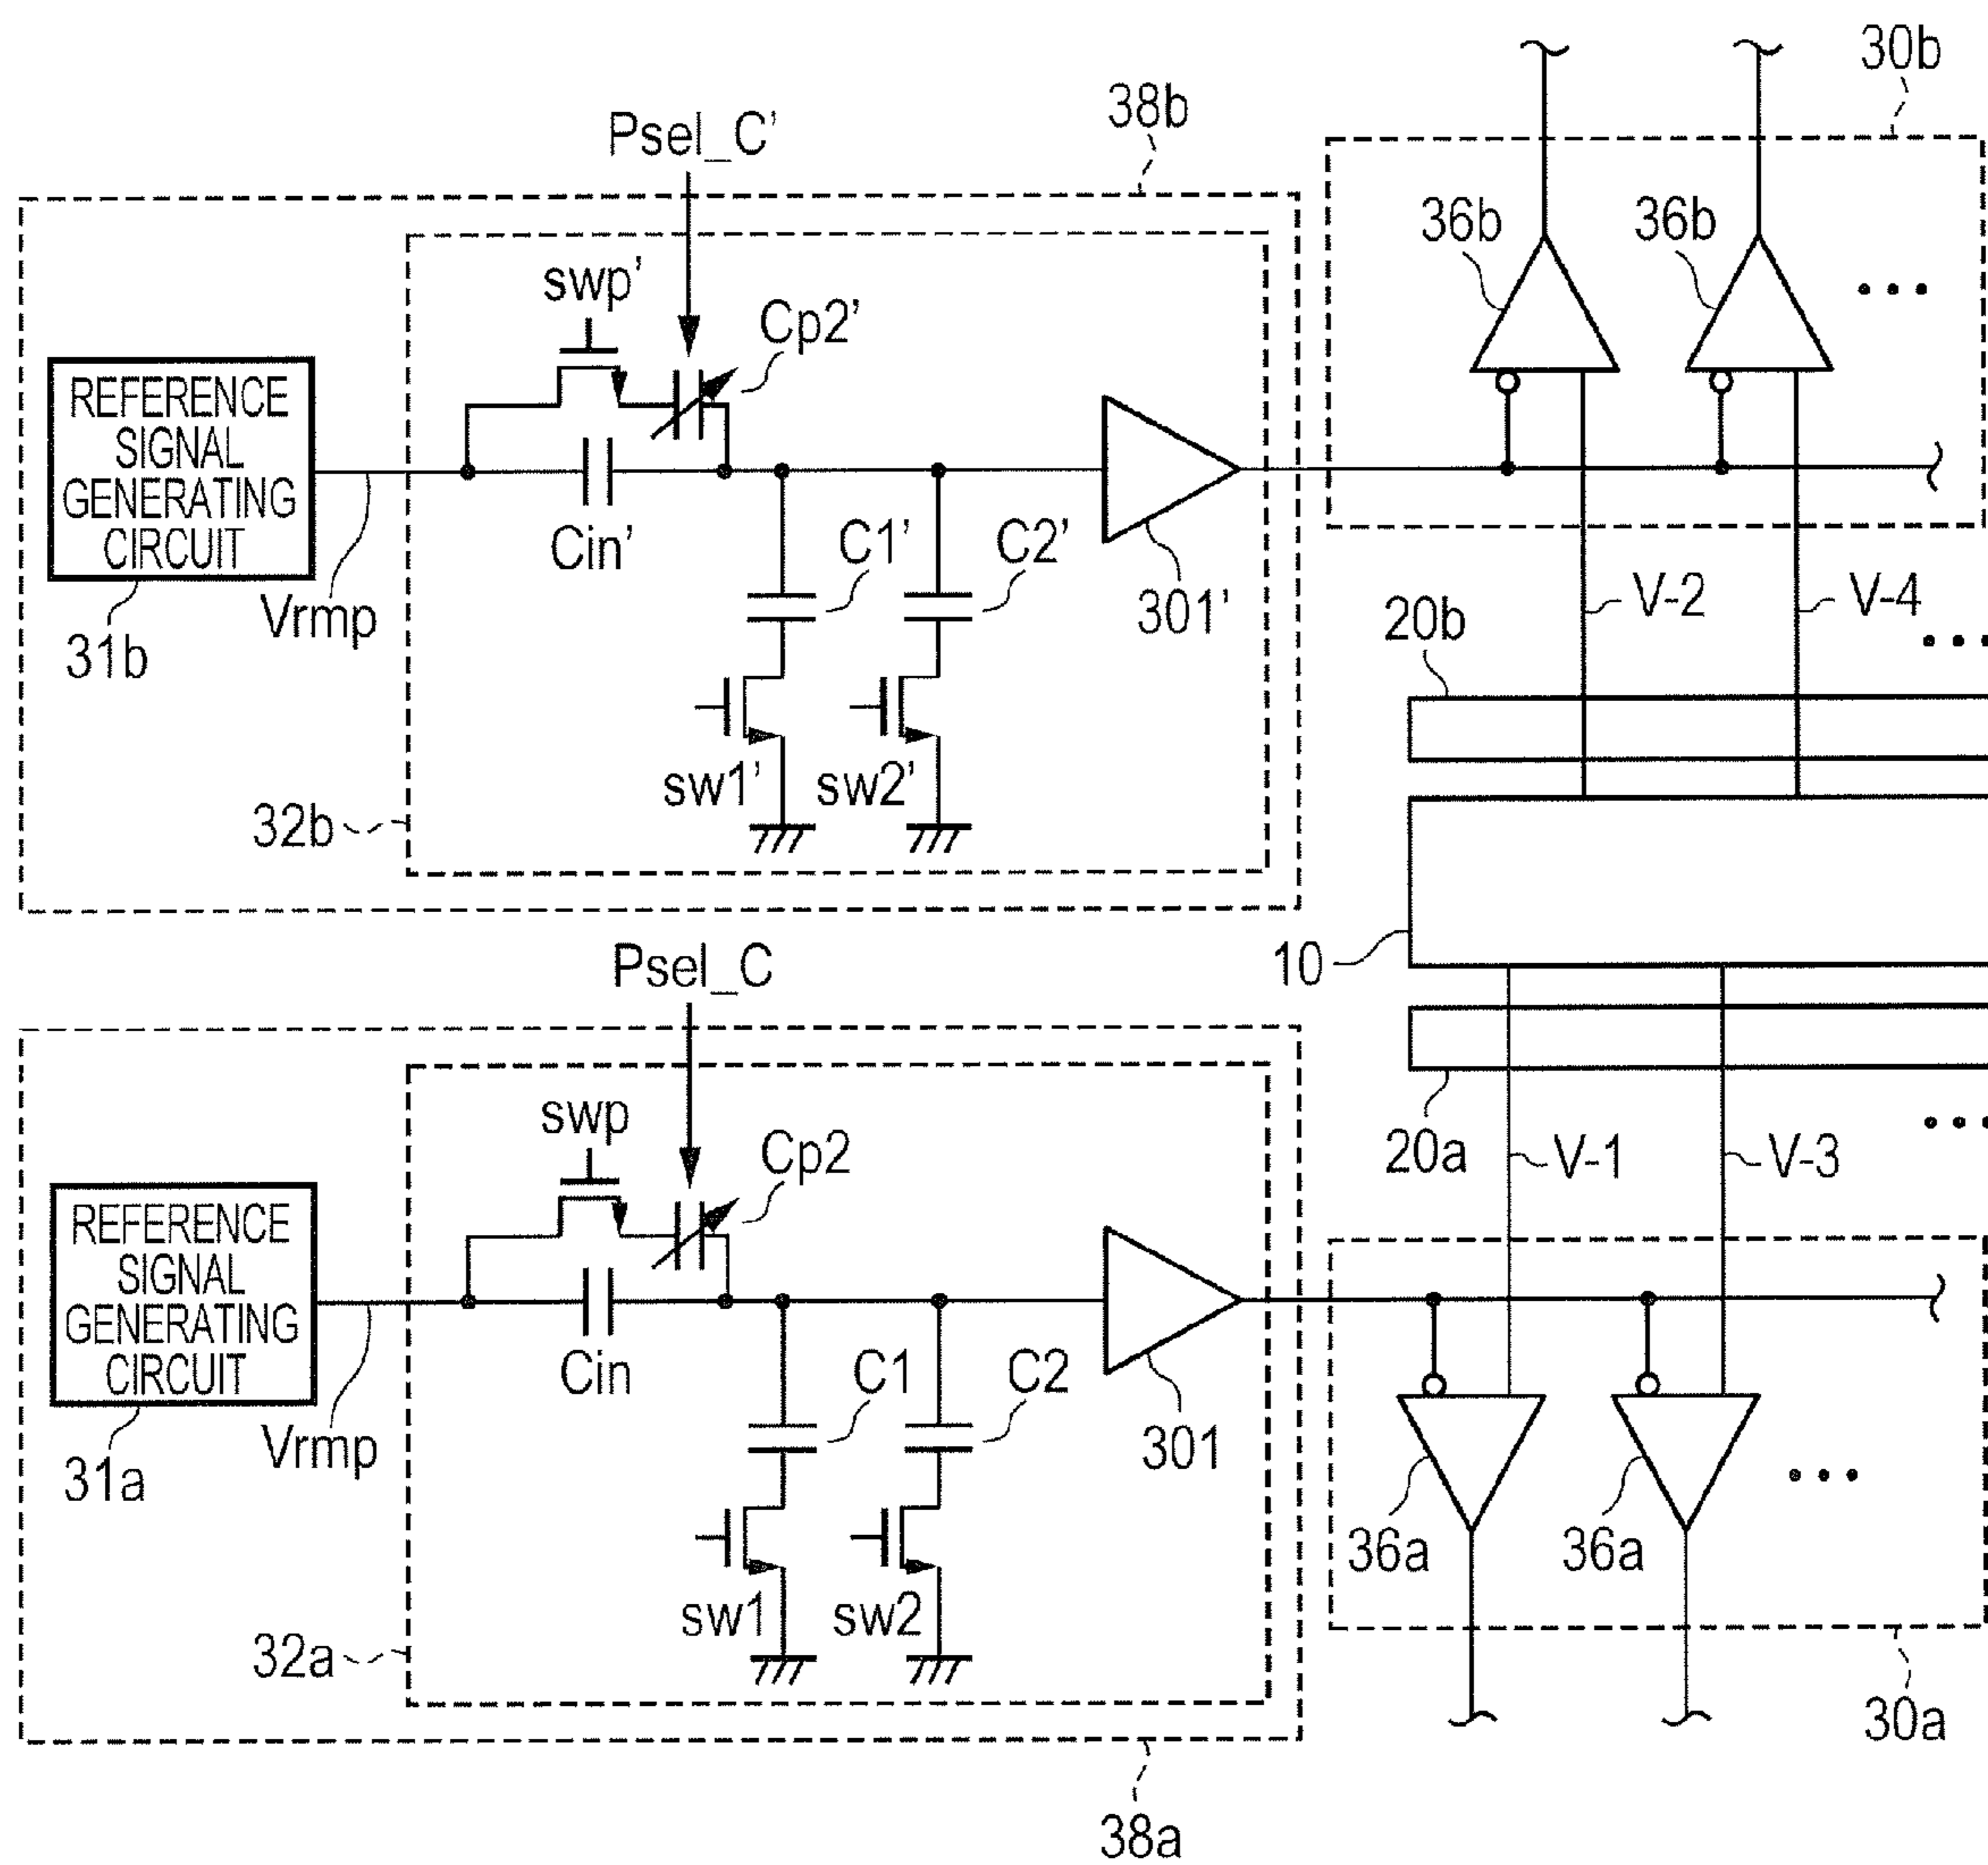 30b
38b
Psel_C'
36b
36b
swp'
Cp2'
REFERENCE
SIGNAL
GENERATING
CIRCUIT
Cin'
C1'
C2'
301'
Vrmp
31b
V-2
V-4
20b
sw1'
sw2'
32b
10
Psel_C
swp
Cp2
20a
V-1
V-3
REFERENCE
SIGNAL
GENERATING
CIRCUIT
Cin
C1
C2
301
Vrmp
31a
36a
36a
sw1
sw2
32a
30a
38a